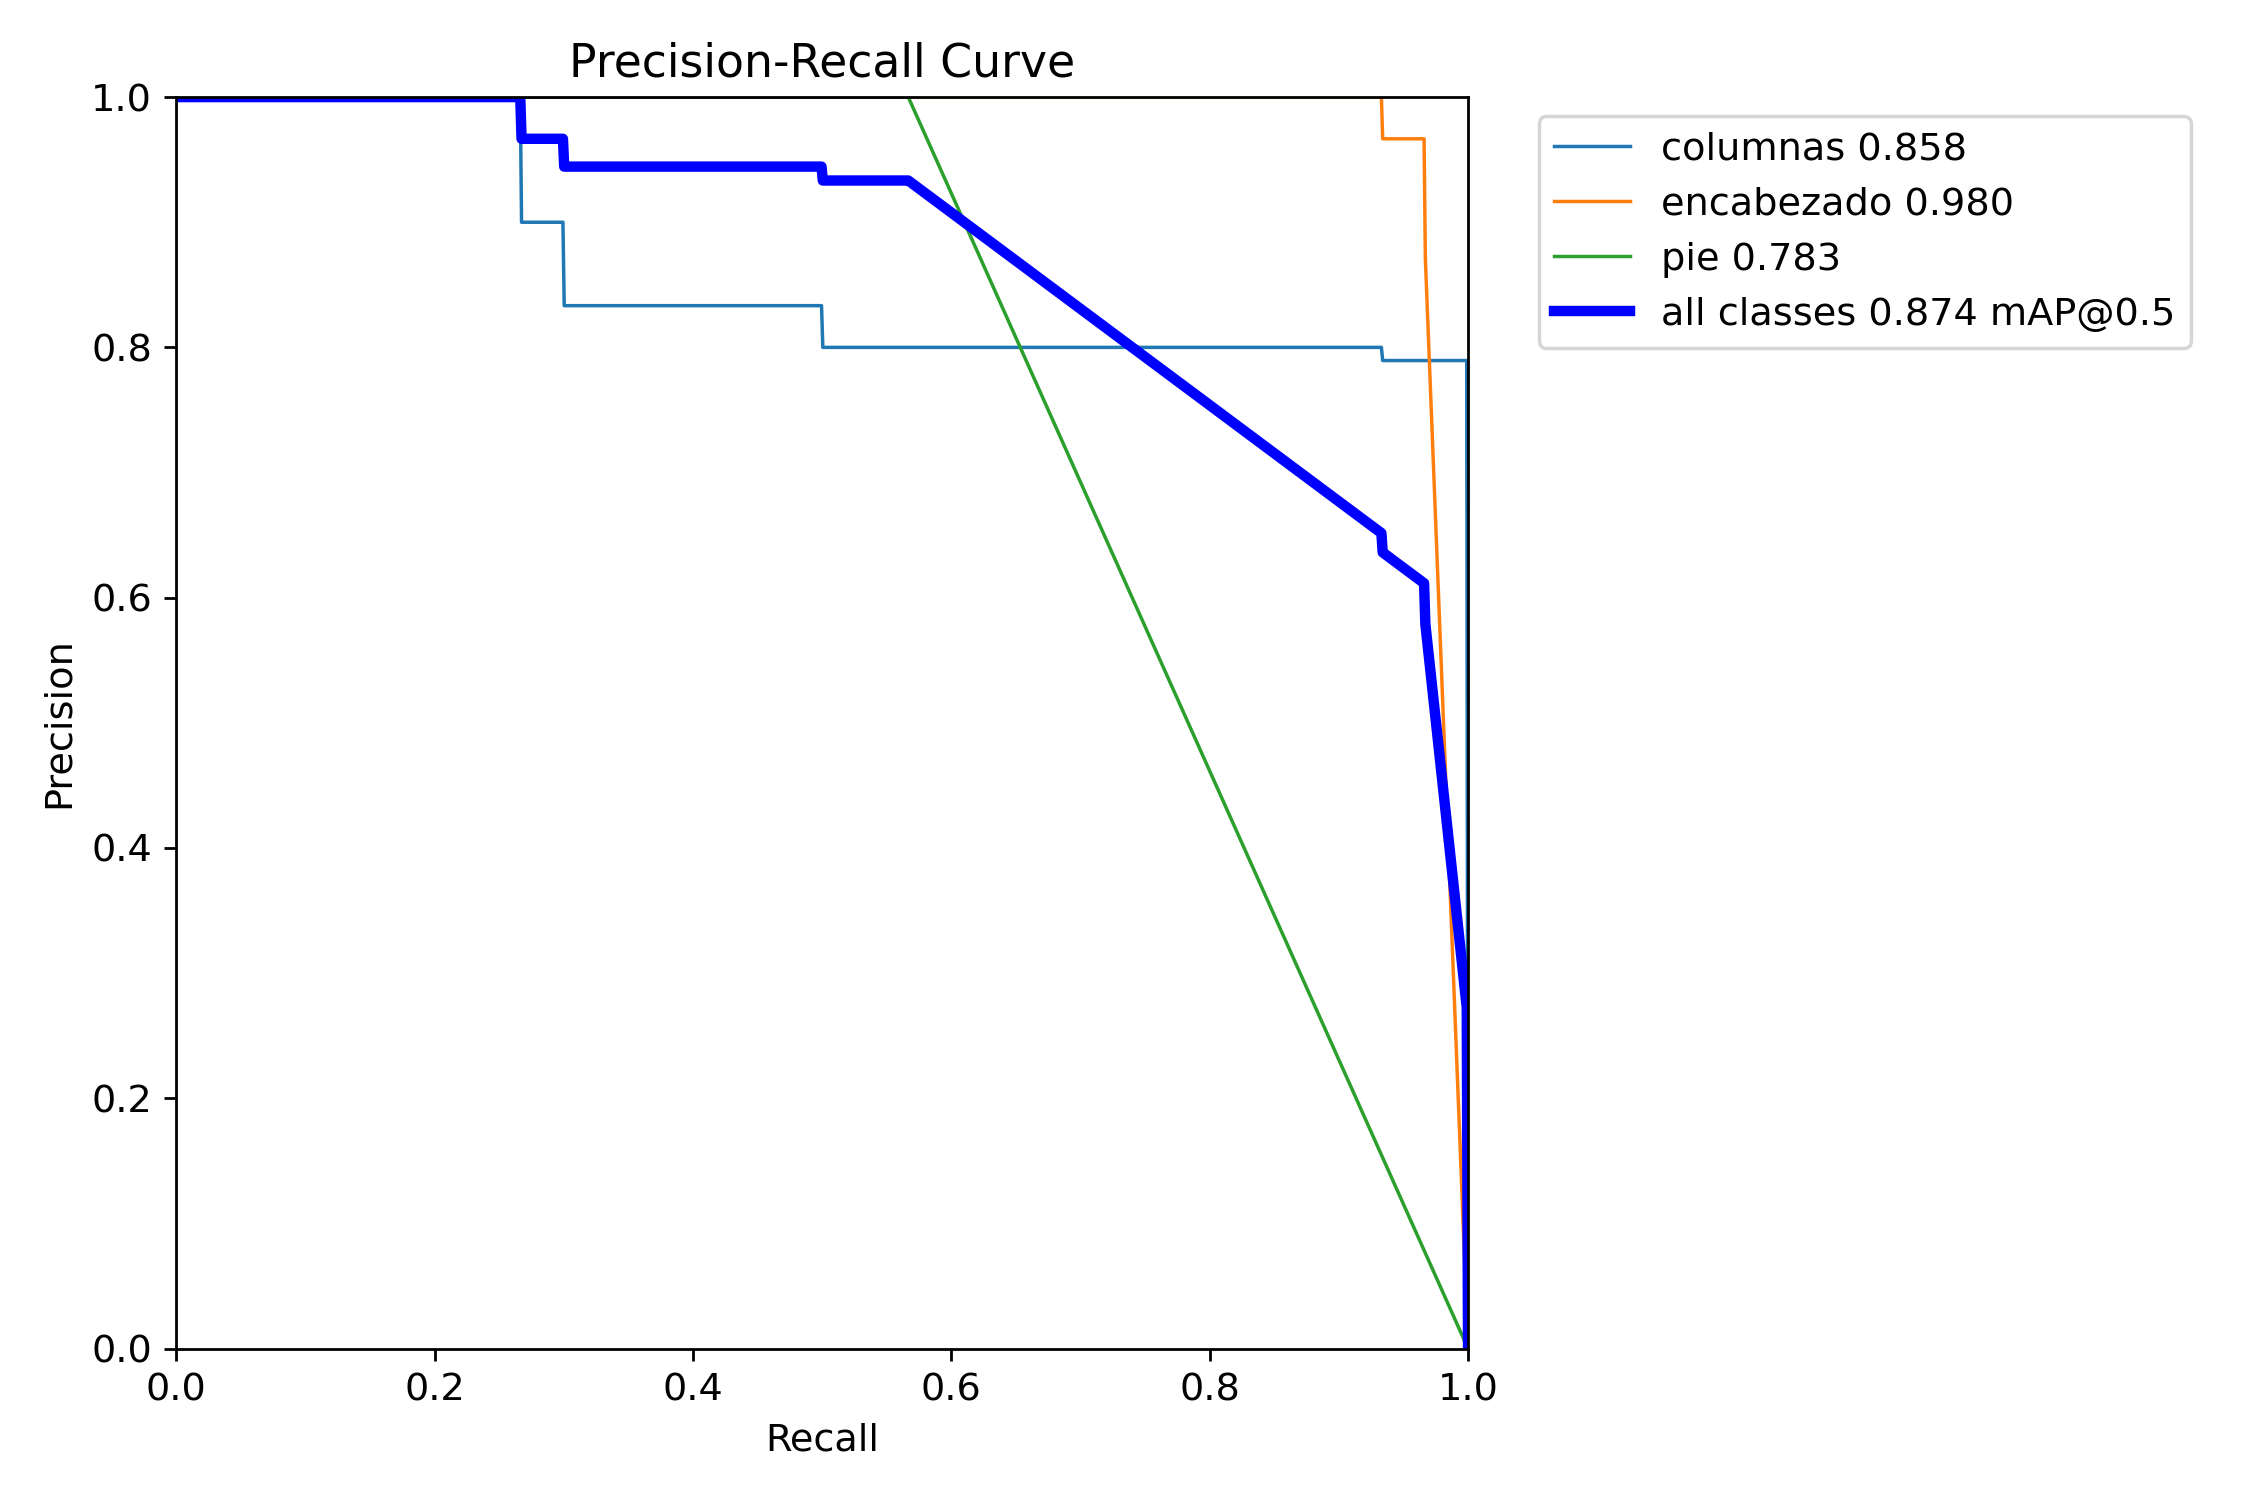 Precision-Recall Curve
1.0
0.8
0.6
0.4
0.2
0.0
Precision
0.0 0.2 0.4 0.6 0.8 1.0
Recall
columnas 0.858
encabezado 0.980
pie 0.783
all classes 0.874 mAP@0.5